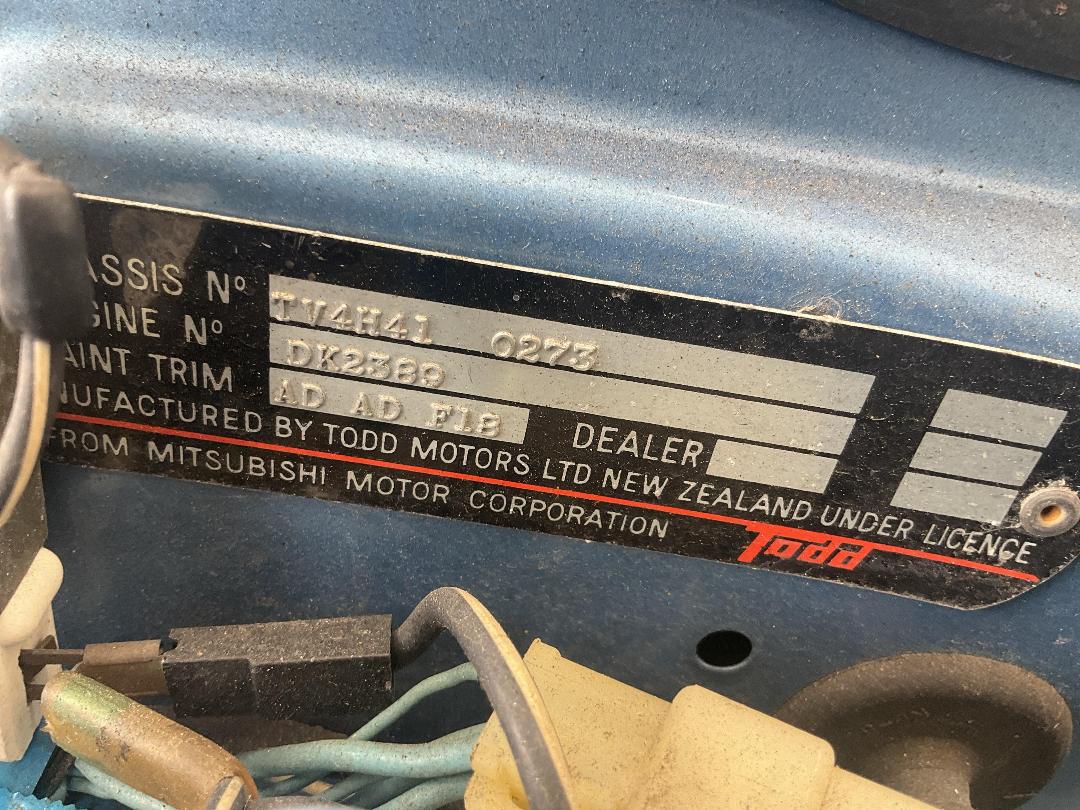 ASSIS Nº TV4H41 0273
GINE Nº DK2389
AINT TRIM AD AD F18 DEALER
NUFACTURED BY TODD MOTORS LTD NEW ZEALAND UNDER LICENCE
FROM MITSUBISHI MOTOR CORPORATION
Todd